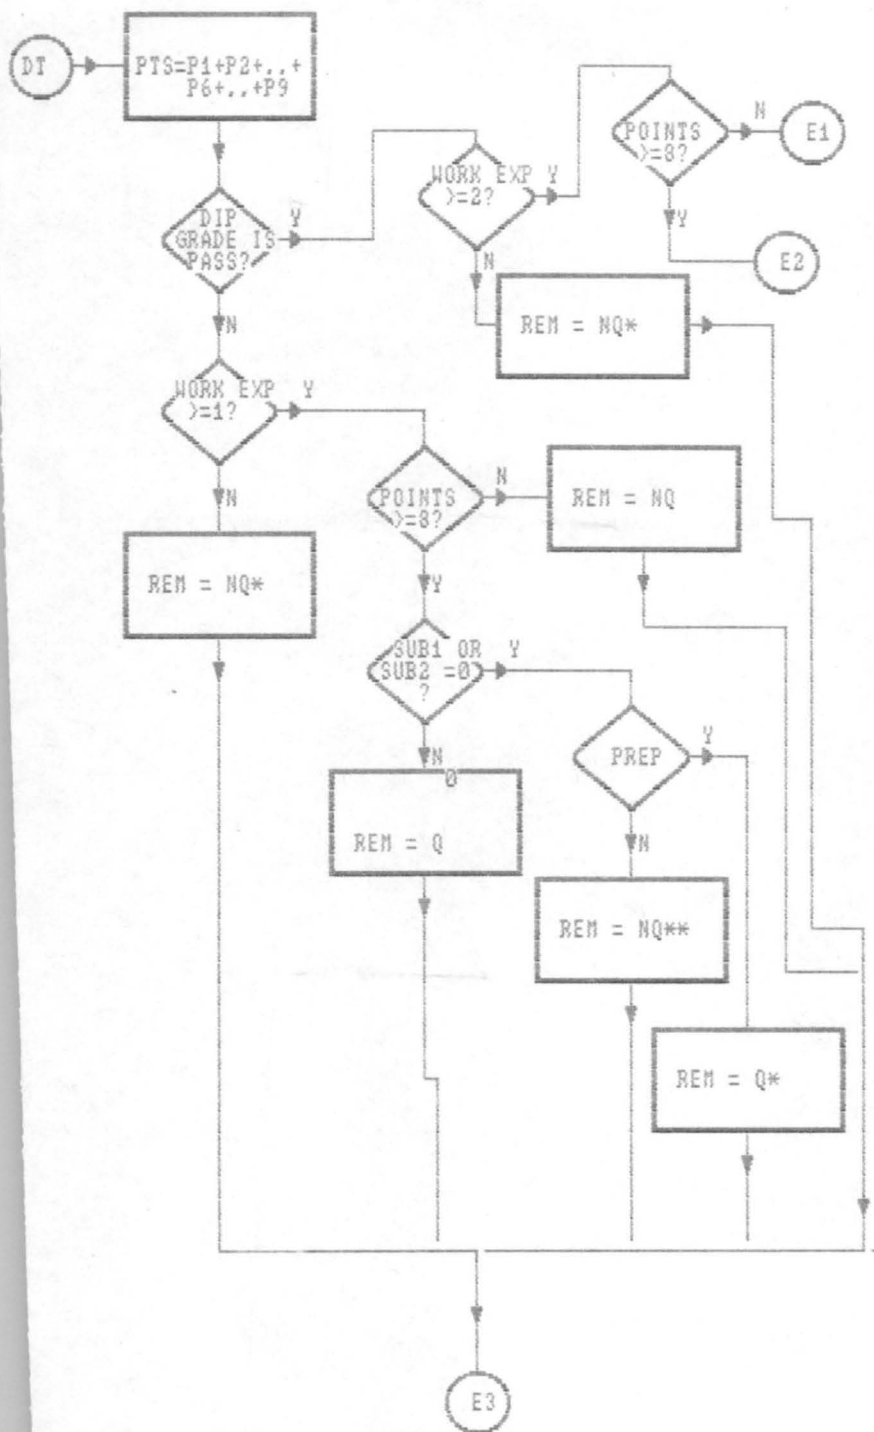 DT
PTS=P1+P2+..+
P6+..+P9
DIP
GRADE IS
PASS?
Y
WORK EXP
>=2?
Y
POINTS
>=8?
N
E1
Y
E2
N
REM = NQ*
N
WORK EXP
>=1?
Y
POINTS
>=8?
N
REM = NQ
N
REM = NQ*
Y
SUB1 OR
SUB2 =0
?
Y
PREP
Y
N
0
REM = Q
N
REM = NQ**
REM = Q*
E3